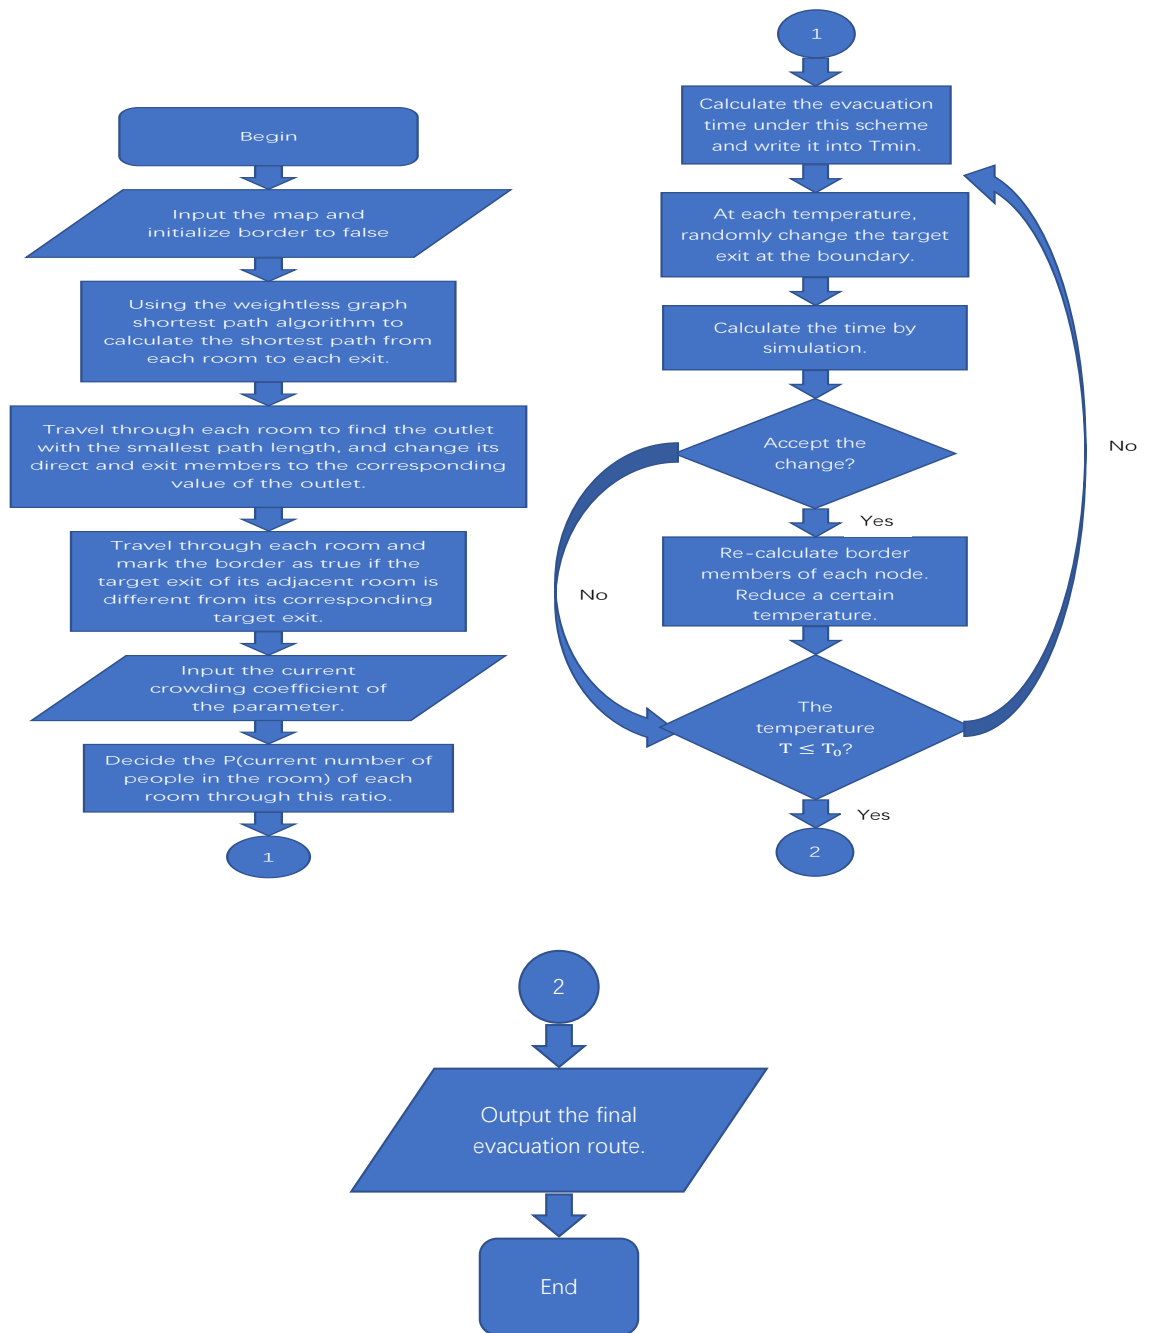 Begin
Input the map and
initialize border to false
Using the weightless graph
shortest path algorithm to
calculate the shortest path from
each room to each exit.
Travel through each room to find the outlet
with the smallest path length, and change its
direct and exit members to the corresponding
value of the outlet.
Travel through each room and
mark the border as true if the
target exit of its adjacent room is
different from its corresponding
target exit.
Input the current
crowding coefficient of
the parameter.
Decide the P(current number of
people in the room) of each
room through this ratio.
1
1
Calculate the evacuation
time under this scheme
and write it into Tmin.
At each temperature,
randomly change the target
exit at the boundary.
Calculate the time by
simulation.
Accept the
change?
No
Yes
Re-calculate border
members of each node.
Reduce a certain
temperature.
No
The
temperature
T ≤ T₀?
Yes
2
2
Output the final
evacuation route.
End